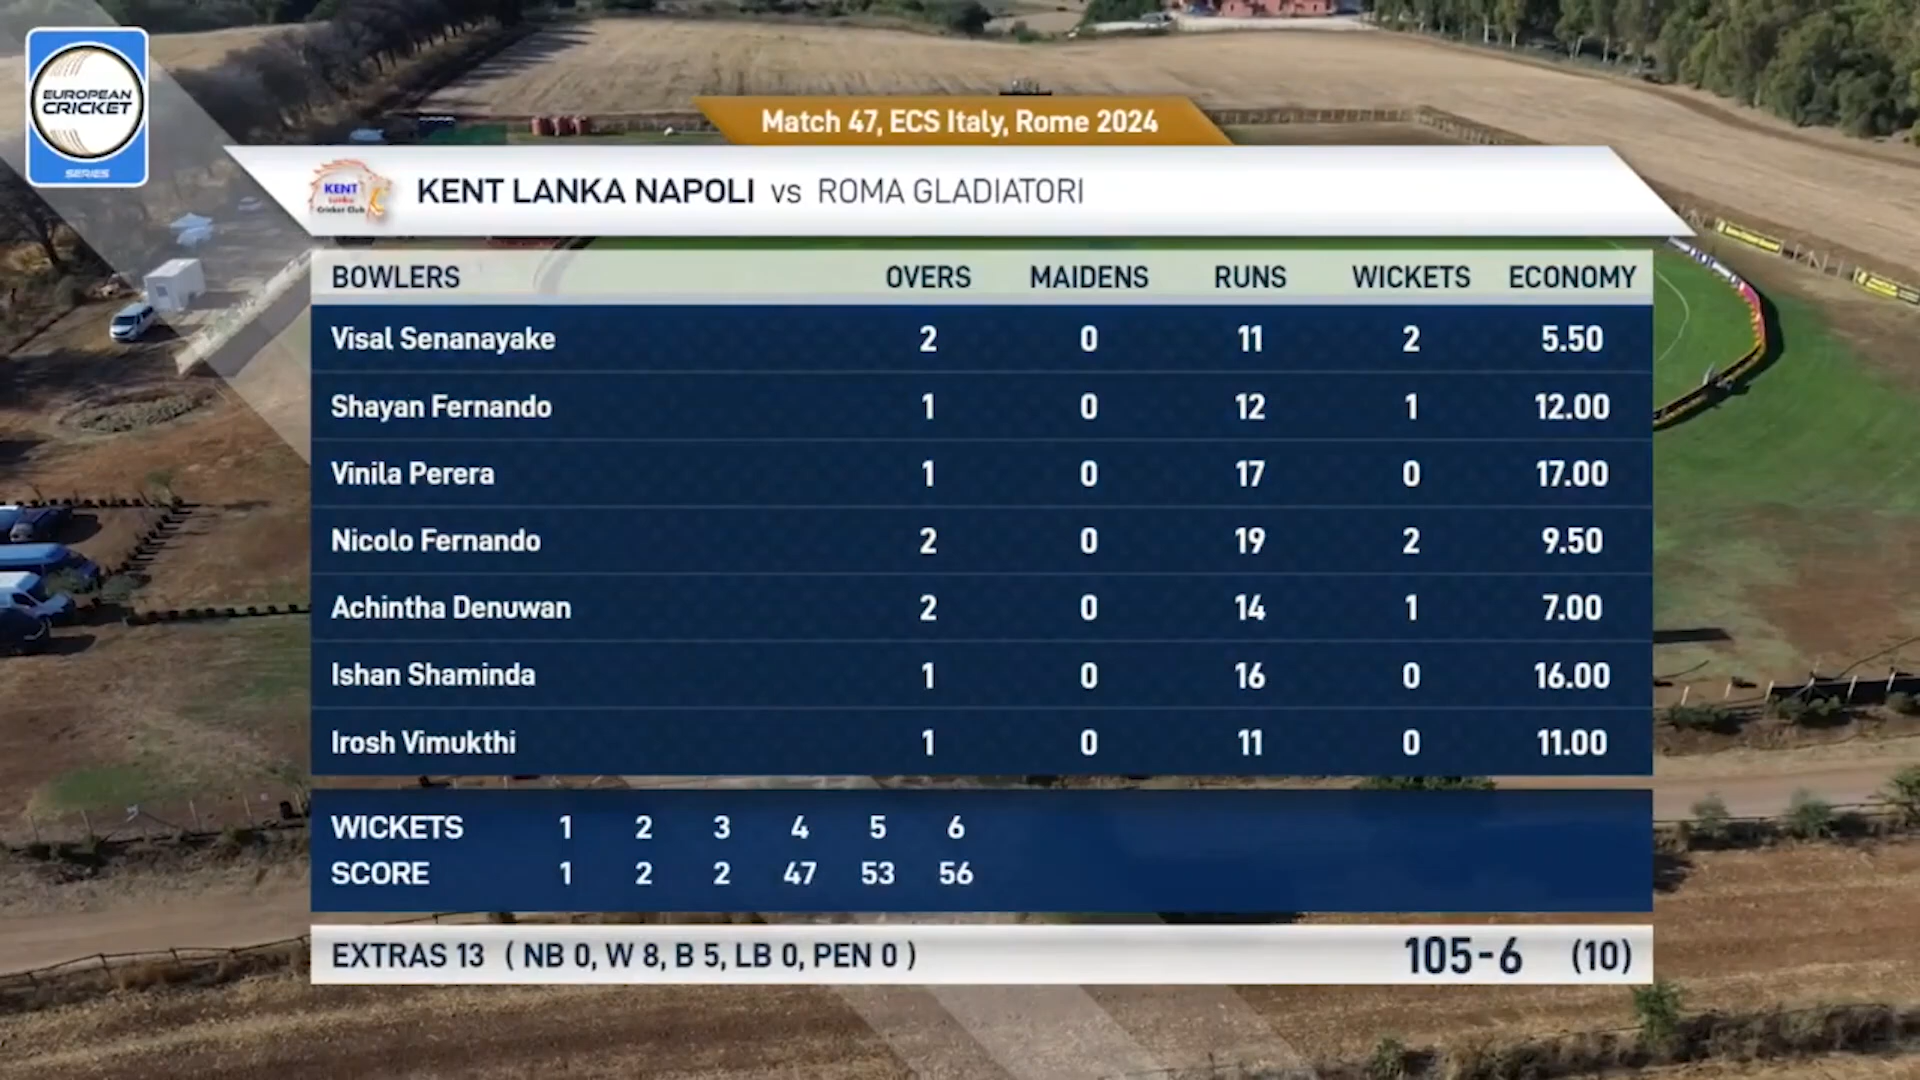 EUROPEAN
CRICKET
SERIES
Match 47, ECS Italy, Rome 2024
KENT
Lanka
Cricket Club
KENT LANKA NAPOLI vs ROMA GLADIATORI
BOWLERS OVERS MAIDENS RUNS WICKETS ECONOMY
Visal Senanayake 2 0 11 2 5.50
Shayan Fernando 1 0 12 1 12.00
Vinila Perera 1 0 17 0 17.00
Nicolo Fernando 2 0 19 2 9.50
Achintha Denuwan 2 0 14 1 7.00
Ishan Shaminda 1 0 16 0 16.00
Irosh Vimukthi 1 0 11 0 11.00
WICKETS 1 2 3 4 5 6
SCORE 1 2 2 47 53 56
EXTRAS 13 ( NB 0, W 8, B 5, LB 0, PEN 0 ) 105-6 (10)